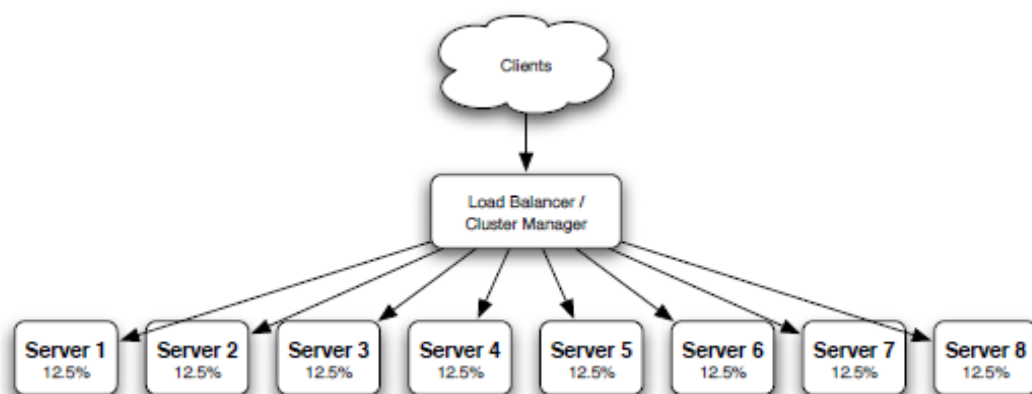 Clients
Load Balancer /
Cluster Manager
Server 1
12.5%
Server 2
12.5%
Server 3
12.5%
Server 4
12.5%
Server 5
12.5%
Server 6
12.5%
Server 7
12.5%
Server 8
12.5%